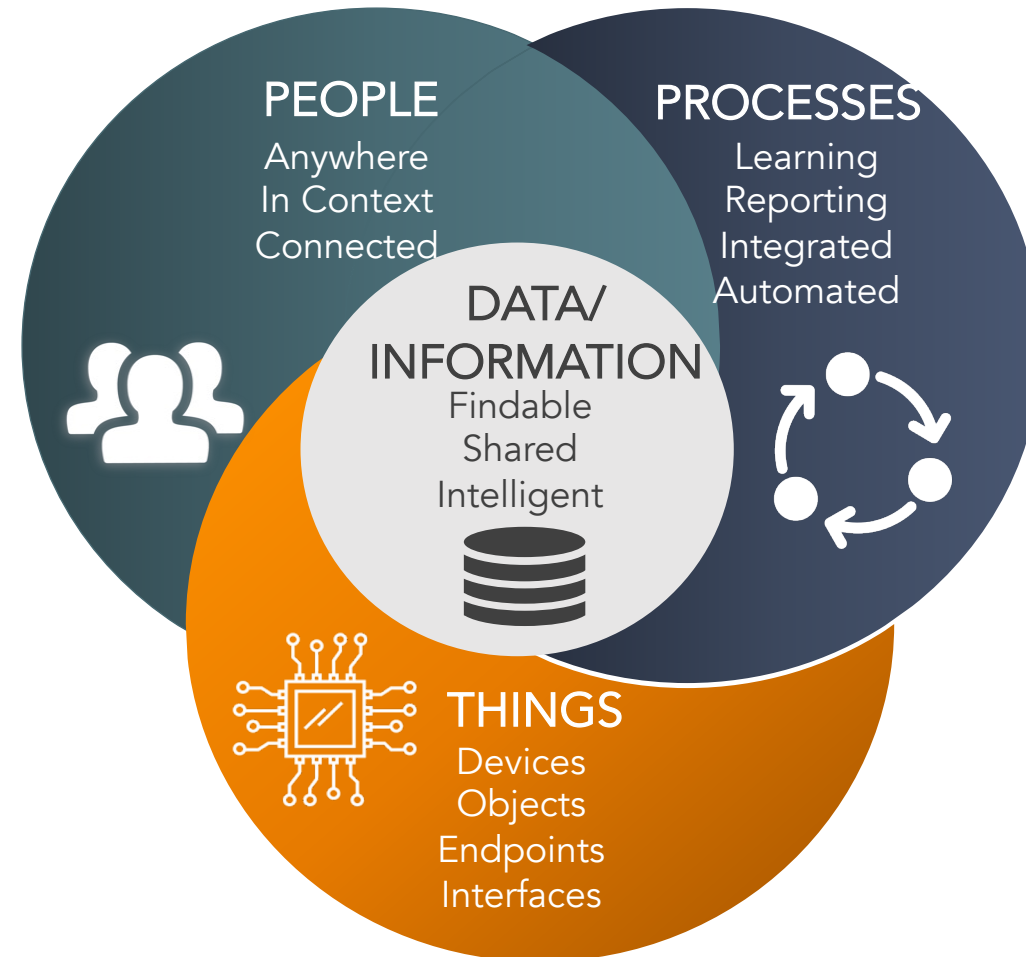 PEOPLE
Anywhere
In Context
Connected
PROCESSES
Learning
Reporting
Integrated
Automated
DATA/
INFORMATION
Findable
Shared
Intelligent
THINGS
Devices
Objects
Endpoints
Interfaces